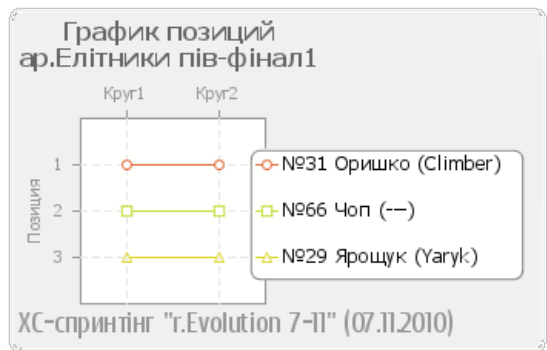 График позиций
ар.Елітники пів-фінал1
Круг1 Круг2
Позиция
1
2
3
№31 Оришко (Climber)
№66 Чоп (---)
№29 Ярощук (Yaryk)
XC-спринтінг "r.Evolution 7-11" (07.11.2010)